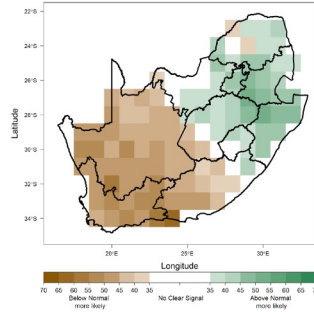 22°S
24°S
26°S
28°S
30°S
32°S
34°S
Latitude
20°E
25°E
30°E
Longitude
70 65 60 55 50 45 40 35 35 40 45 50 55 60 65 7
Below Normal No Clear Signal Above Normal
more likely more likely